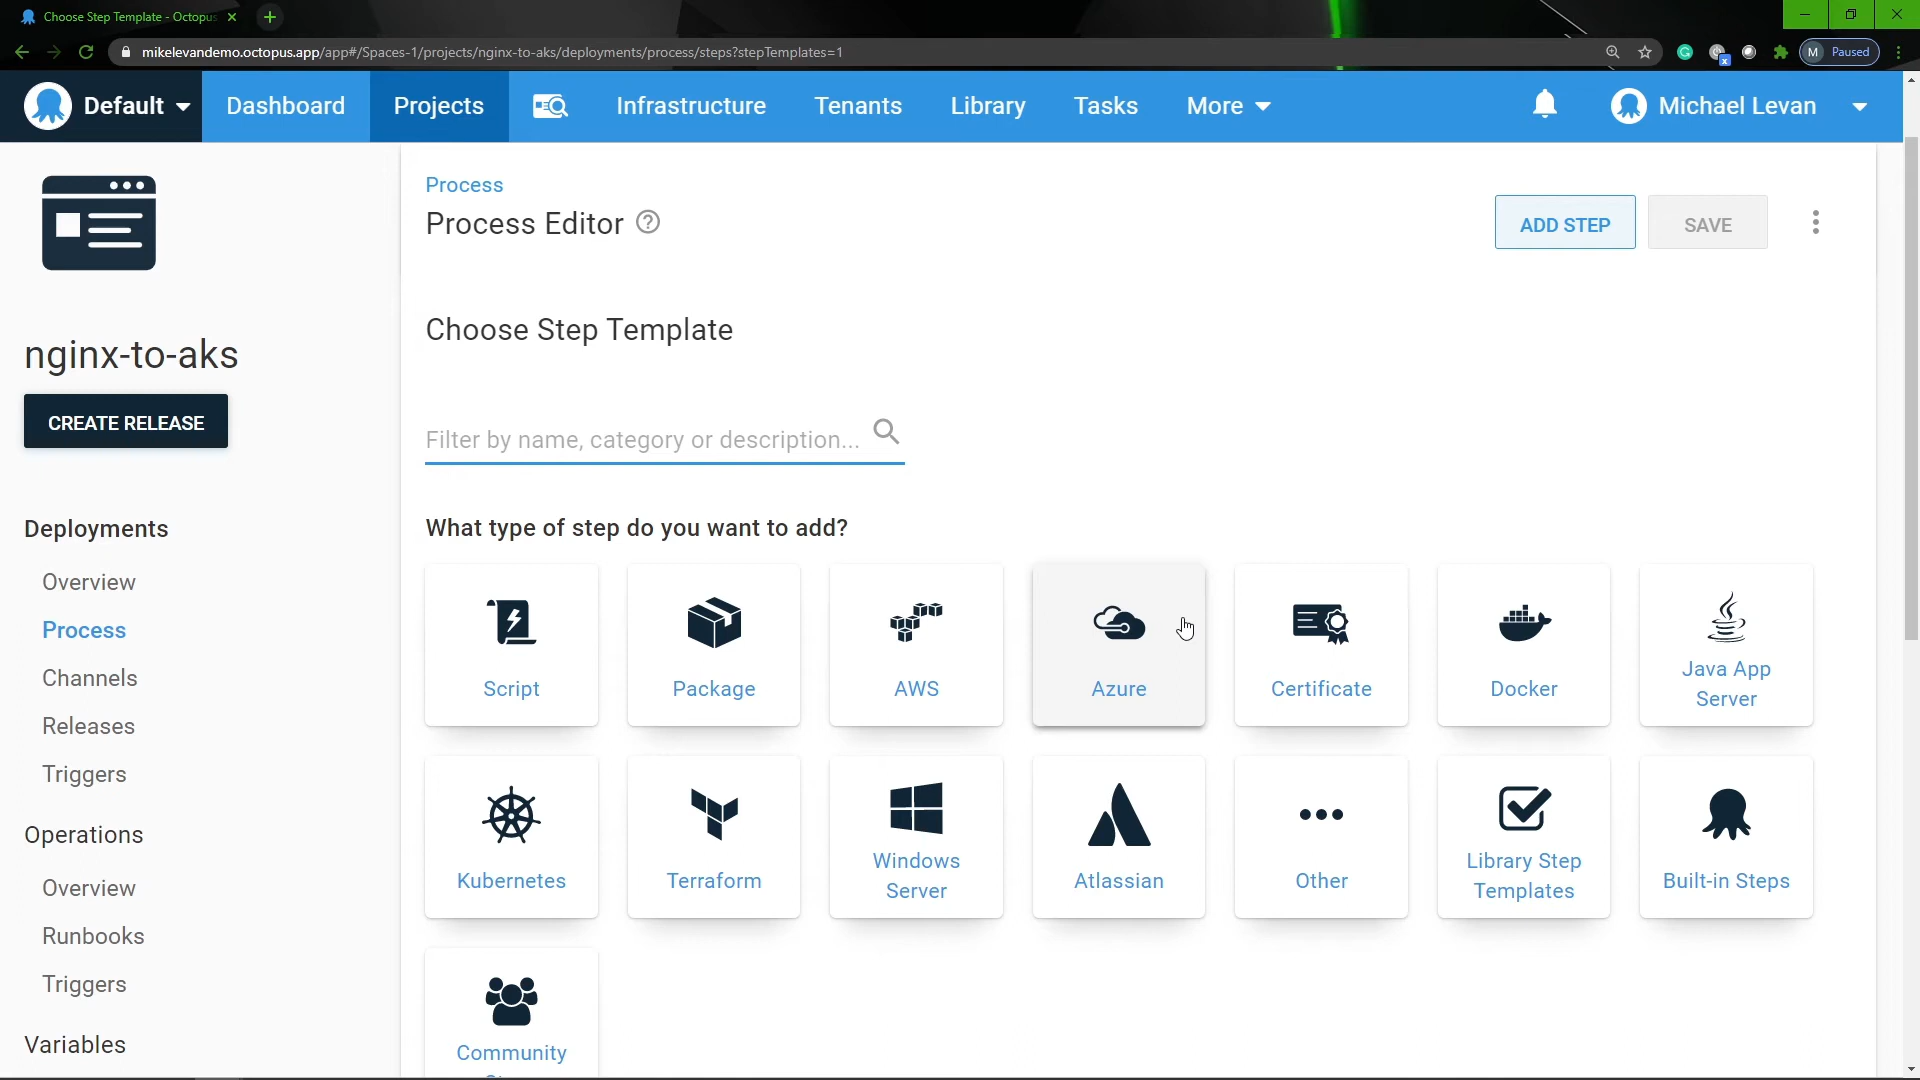 Choose Step Template - Octopus
mikelevandemo.octopus.app/app#/Spaces-1/projects/nginx-to-aks/deployments/process/steps?stepTemplates=1
M Paused
Default
Dashboard
Projects
Infrastructure
Tenants
Library
Tasks
More
Michael Levan
Process
Process Editor
ADD STEP
SAVE
Choose Step Template
nginx-to-aks
CREATE RELEASE
Filter by name, category or description...
What type of step do you want to add?
Deployments
Overview
Process
Channels
Releases
Triggers
Operations
Overview
Runbooks
Triggers
Variables
Script
Package
AWS
Azure
Certificate
Docker
Java App
Server
Kubernetes
Terraform
Windows
Server
Atlassian
Other
Library Step
Templates
Built-in Steps
Community